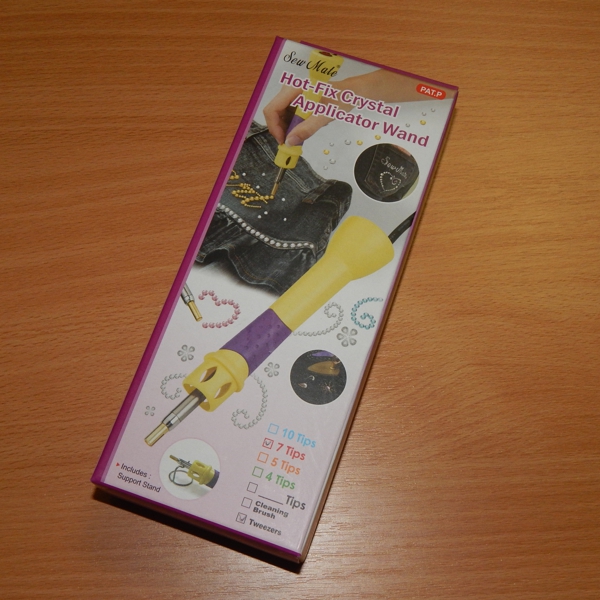 Sew Mate
Hot-Fix Crystal
Applicator Wand
PAT.P
10 Tips
7 Tips
5 Tips
4 Tips
____Tips
Cleaning
Brush
Tweezers
Includes :
Support Stand